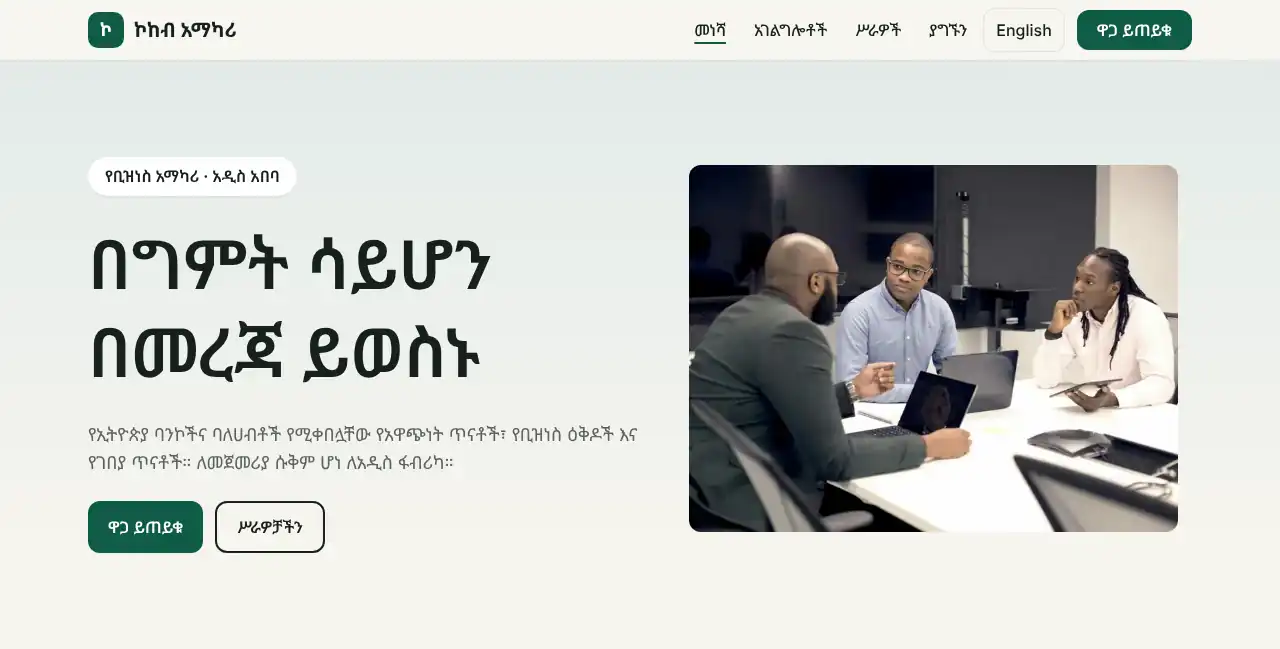 ኮ ኮከብ አማካሪ
መነሻ አገልግሎቶች ሥራዎች ያግኙን English ዋጋ ይጠይቁ
የቢዝነስ አማካሪ · አዲስ አበባ
በግምት ሳይሆን
በመረጃ ይወስኑ
የኢትዮጵያ ባንኮችና ባለሀብቶች የሚቀበሏቸው የአዋጭነት ጥናቶች፣ የቢዝነስ ዕቅዶች እና
የገበያ ጥናቶች። ለመጀመሪያ ሱቅም ሆነ ለአዲስ ፋብሪካ።
ዋጋ ይጠይቁ ሥራዎቻችን